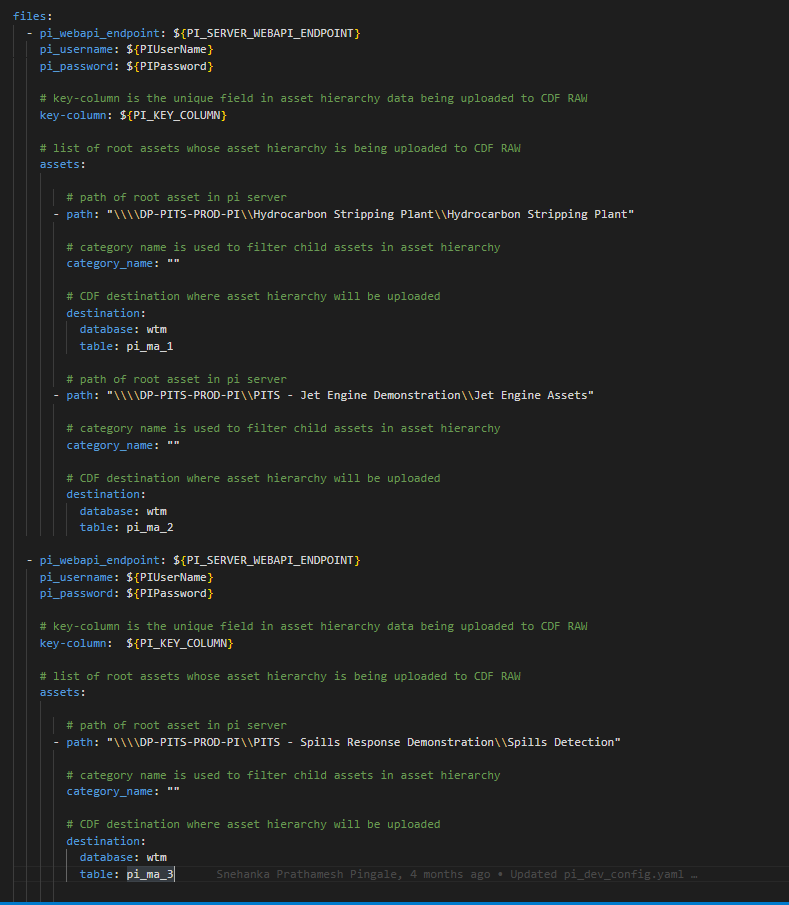 files:
- pi_webapi_endpoint: ${PI_SERVER_WEBAPI_ENDPOINT}
pi_username: ${PIUserName}
pi_password: ${PIPassword}
# key-column is the unique field in asset hierarchy data being uploaded to CDF RAW
key-column: ${PI_KEY_COLUMN}
# list of root assets whose asset hierarchy is being uploaded to CDF RAW
assets:
# path of root asset in pi server
- path: "\\\\DP-PITS-PROD-PI\\Hydrocarbon Stripping Plant\\Hydrocarbon Stripping Plant"
# category name is used to filter child assets in asset hierarchy
category_name: ""
# CDF destination where asset hierarchy will be uploaded
destination:
database: wtm
table: pi_ma_1
# path of root asset in pi server
- path: "\\\\DP-PITS-PROD-PI\\PITS - Jet Engine Demonstration\\Jet Engine Assets"
# category name is used to filter child assets in asset hierarchy
category_name: ""
# CDF destination where asset hierarchy will be uploaded
destination:
database: wtm
table: pi_ma_2
- pi_webapi_endpoint: ${PI_SERVER_WEBAPI_ENDPOINT}
pi_username: ${PIUserName}
pi_password: ${PIPassword}
# key-column is the unique field in asset hierarchy data being uploaded to CDF RAW
key-column:  ${PI_KEY_COLUMN}
# list of root assets whose asset hierarchy is being uploaded to CDF RAW
assets:
# path of root asset in pi server
- path: "\\\\DP-PITS-PROD-PI\\PITS - Spills Response Demonstration\\Spills Detection"
# category name is used to filter child assets in asset hierarchy
category_name: ""
# CDF destination where asset hierarchy will be uploaded
destination:
database: wtm
table: pi_ma_3 Snehanka Prathamesh Pingale, 4 months ago • Updated pi_dev_config.yaml …